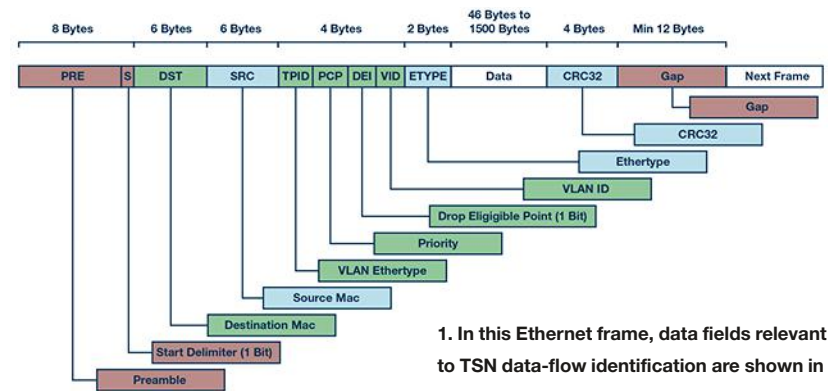 46 Bytes to
8 Bytes 6 Bytes 6 Bytes 4 Bytes 2 Bytes 1500 Bytes 4 Bytes Min 12 Bytes
PRE S DST SRC TPID PCP DEI VID ETYPE Data CRC32 Gap Next Frame
Gap
CRC32
Ethertype
VLAN ID
Drop Eligigible Point (1 Bit)
Priority
VLAN Ethertype
Source Mac
Destination Mac
Start Delimiter (1 Bit)
Preamble
1. In this Ethernet frame, data fields relevant
to TSN data-flow identification are shown in